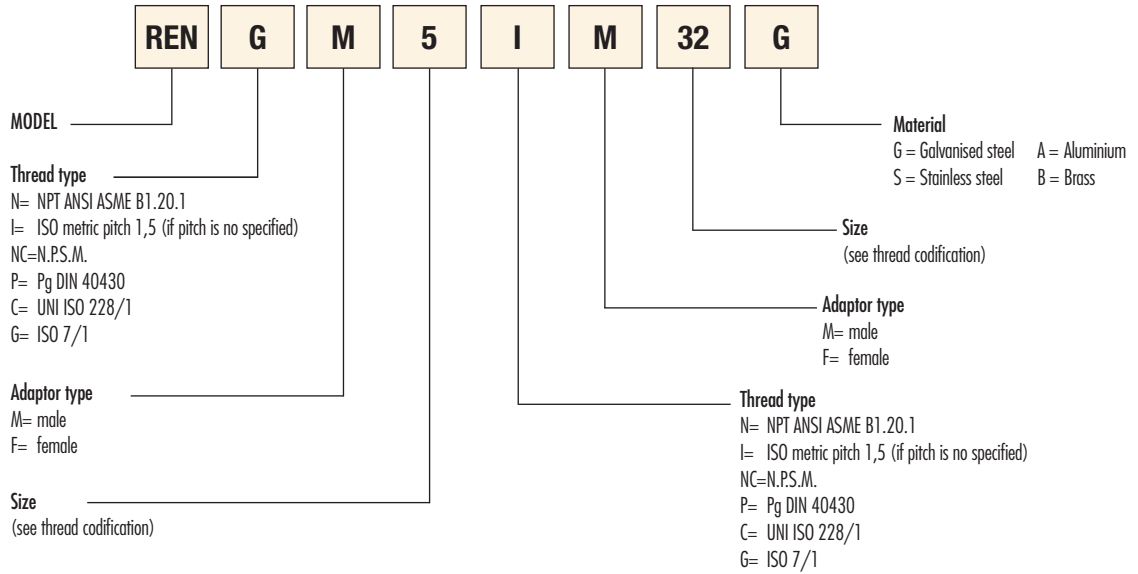 REN G M 5 I M 32 G
MODEL
Thread type
N= NPT ANSI ASME B1.20.1
I= ISO metric pitch 1,5 (if pitch is no specified)
NC=N.P.S.M.
P= Pg DIN 40430
C= UNI ISO 228/1
G= ISO 7/1
Adaptor type
M= male
F= female
Size
(see thread codification)
Material
G = Galvanised steel A = Aluminium
S = Stainless steel B = Brass
Size
(see thread codification)
Adaptor type
M= male
F= female
Thread type
N= NPT ANSI ASME B1.20.1
I= ISO metric pitch 1,5 (if pitch is no specified)
NC=N.P.S.M.
P= Pg DIN 40430
C= UNI ISO 228/1
G= ISO 7/1